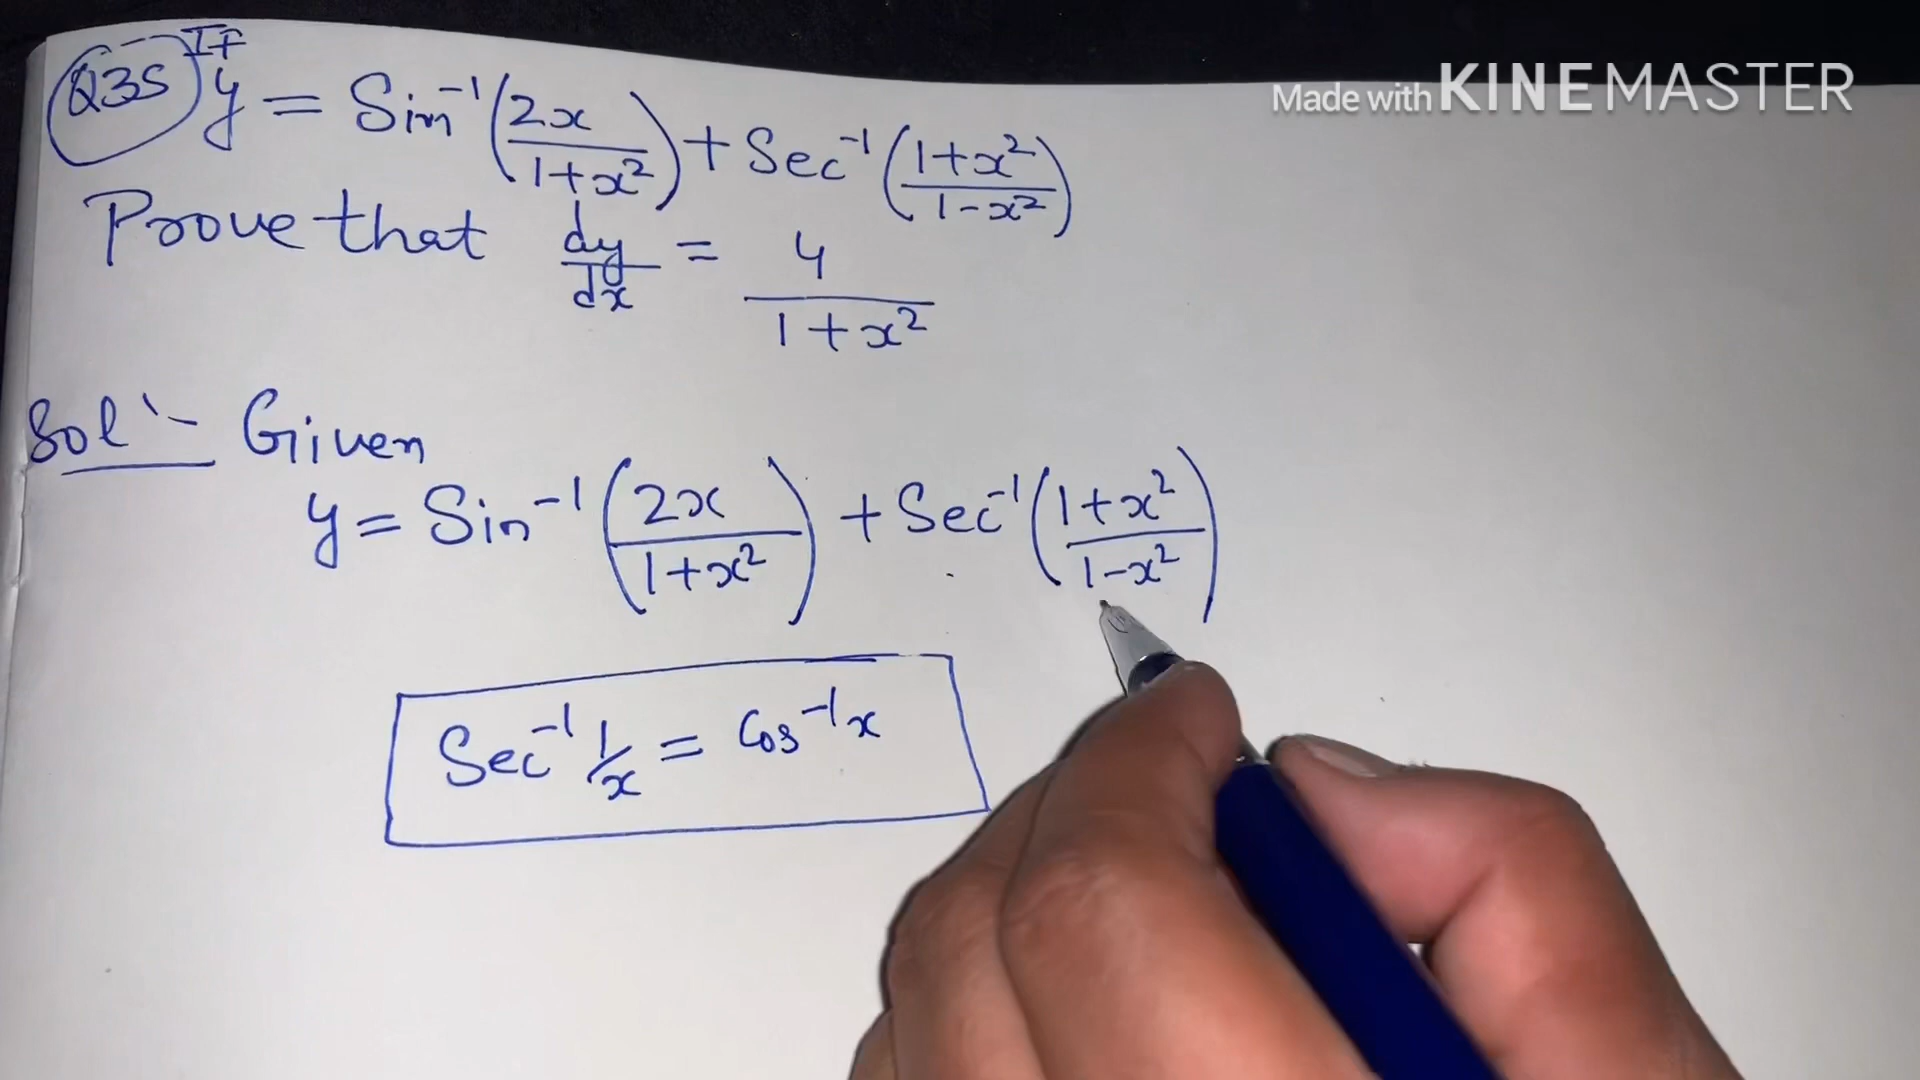 Made with KINEMASTER
Q35 If y = Sin⁻¹(2x/1+x²) + Sec⁻¹(1+x²/1-x²)
Prove that dy/dx = 4/1+x²
Sol:- Given
y = Sin⁻¹(2x/1+x²) + Sec⁻¹(1+x²/1-x²)
Sec⁻¹ 1/x = Cos⁻¹x